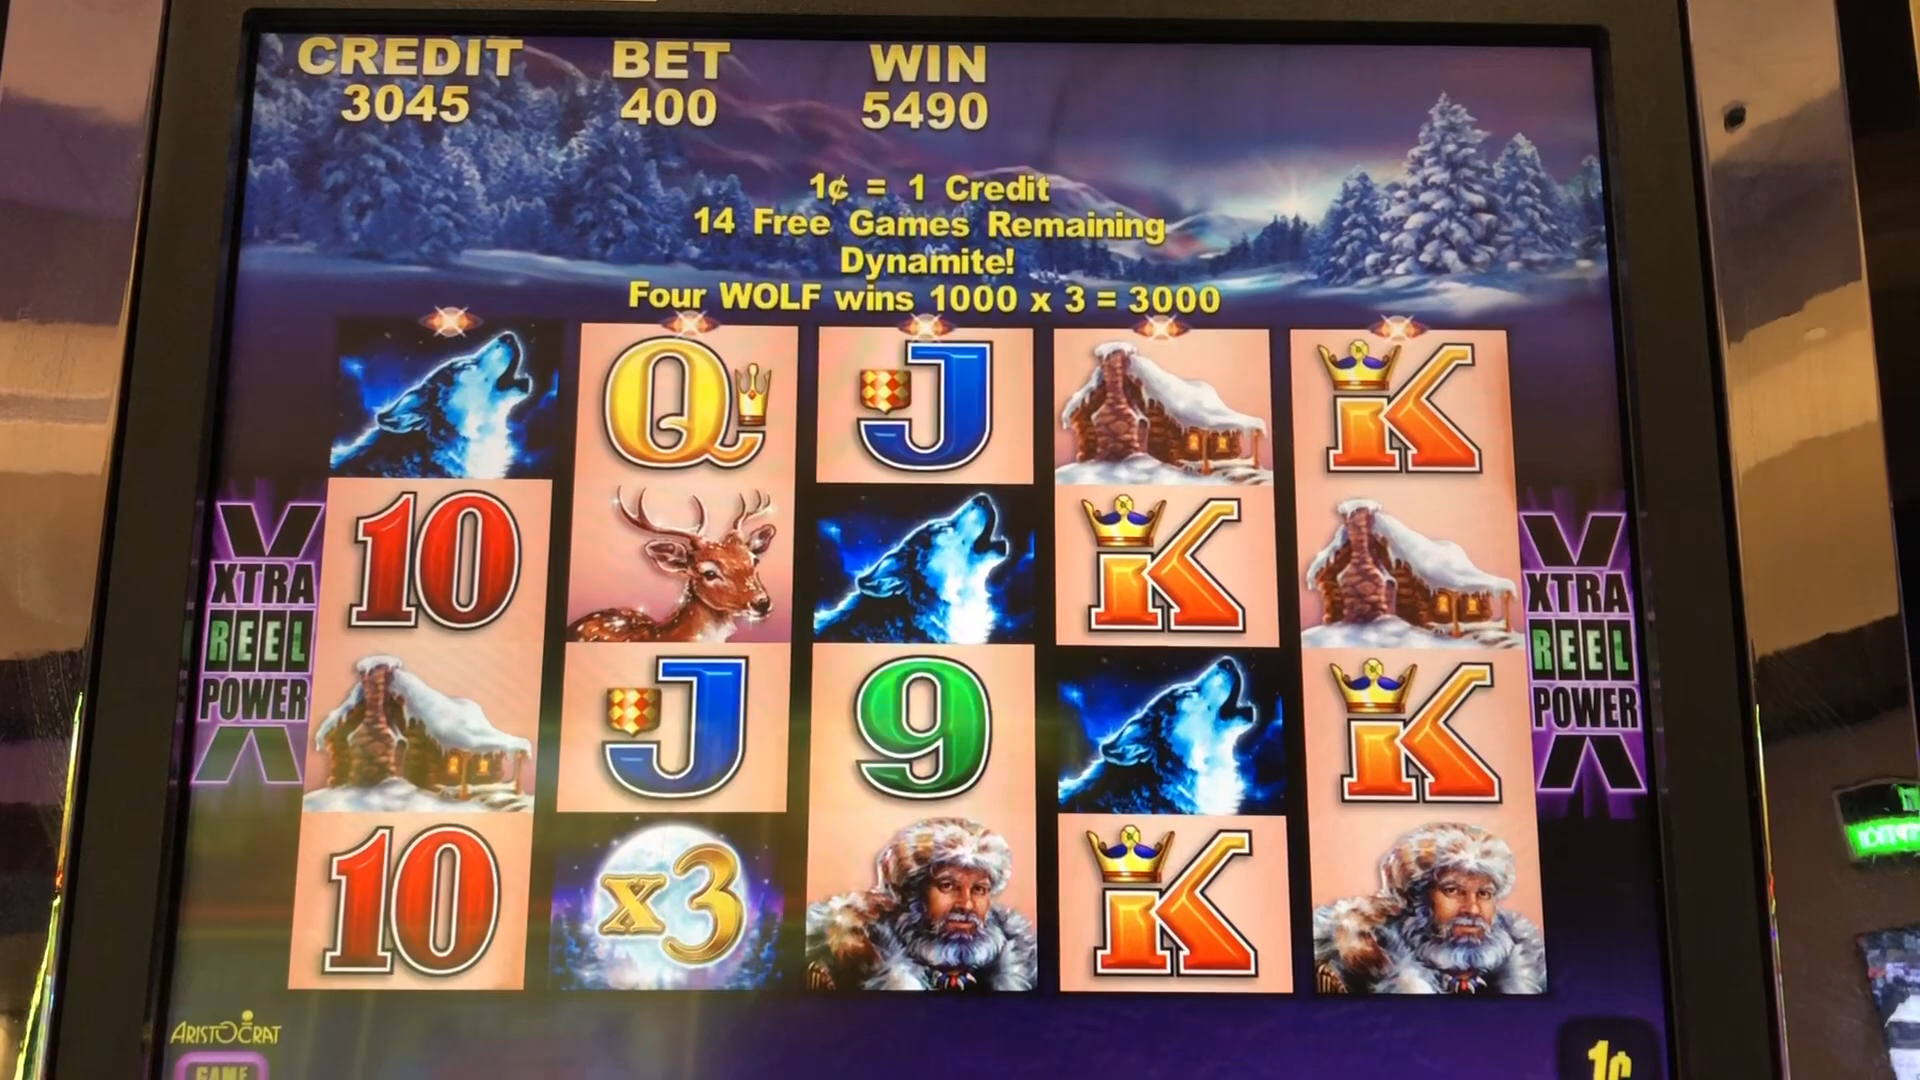 CREDIT BET WIN
3045 400 5490
1¢ = 1 Credit
14 Free Games Remaining
Dynamite!
Four WOLF wins 1000 x 3 = 3000
Q J K
10 K
J 9 K
10 x3 K
X
XTRA
REEL
POWER
X
X
XTRA
REEL
POWER
X
ARISTOCRAT
GAME
1¢